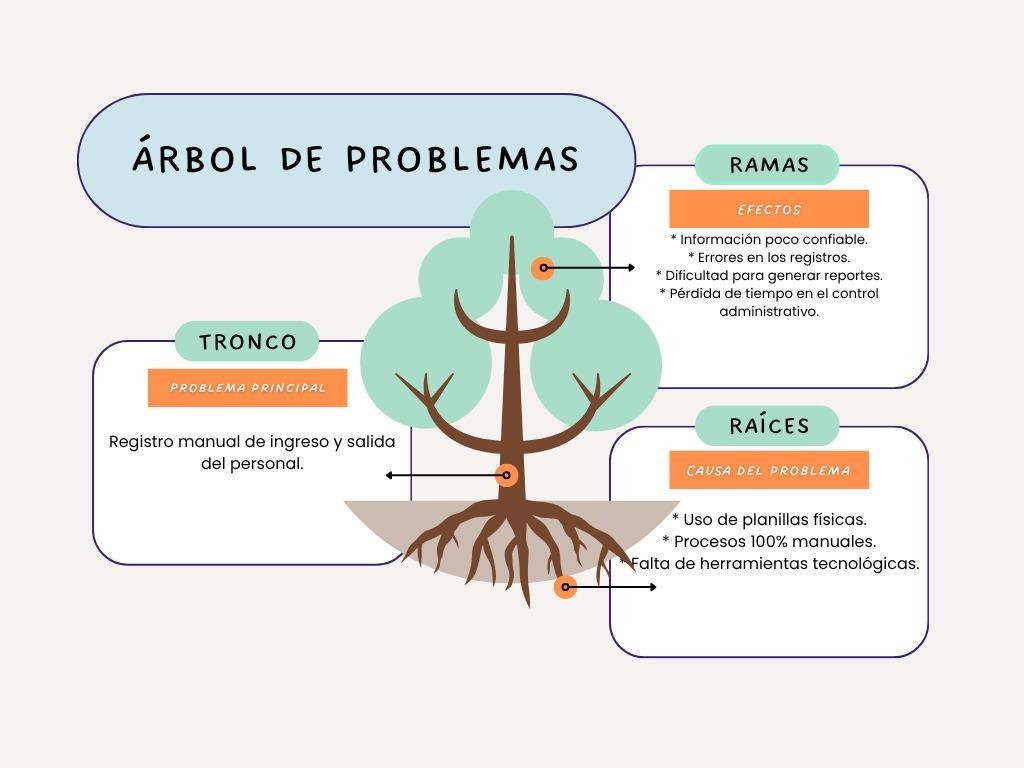 ÁRBOL DE PROBLEMAS
RAMAS
EFECTOS
* Información poco confiable.
* Errores en los registros.
* Dificultad para generar reportes.
* Pérdida de tiempo en el control
administrativo.
TRONCO
PROBLEMA PRINCIPAL
Registro manual de ingreso y salida
del personal.
RAÍCES
CAUSA DEL PROBLEMA
* Uso de planillas físicas.
* Procesos 100% manuales.
* Falta de herramientas tecnológicas.